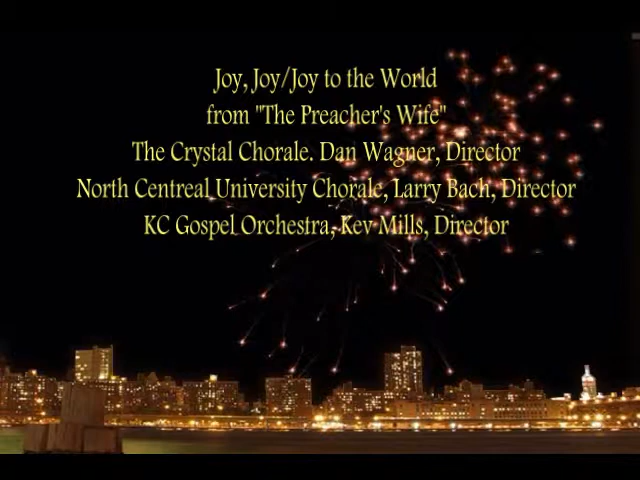 Joy, Joy/Joy to the World
from "The Preacher's Wife"
The Crystal Chorale. Dan Wagner, Director
North Centreal University Chorale, Larry Bach, Director
KC Gospel Orchestra, Kev Mills, Director